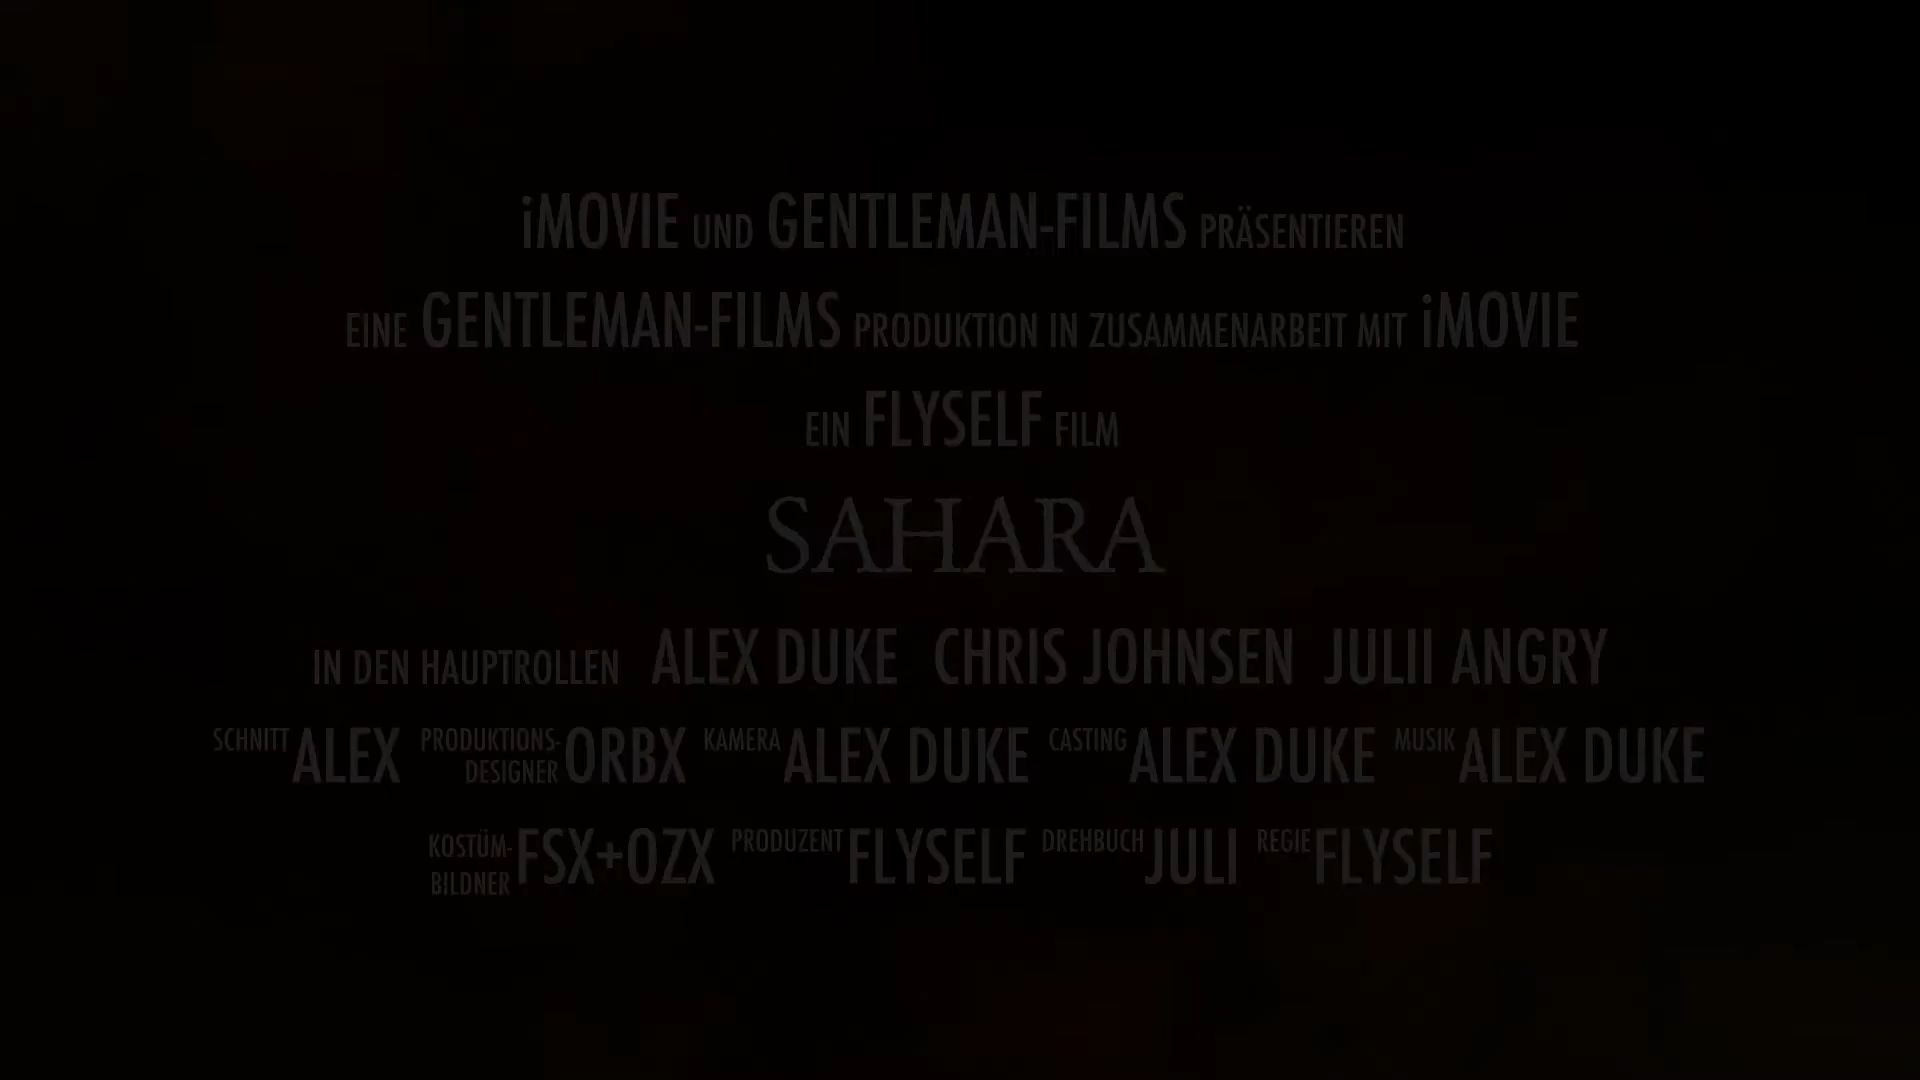 iMOVIE UND GENTLEMAN-FILMS PRÄSENTIEREN
EINE GENTLEMAN-FILMS PRODUKTION IN ZUSAMMENARBEIT MIT iMOVIE
EIN FLYSELF FILM
SAHARA
IN DEN HAUPTROLLEN ALEX DUKE CHRIS JOHNSEN JULII ANGRY
SCHNITT ALEX PRODUKTIONS-DESIGNER ORBX KAMERA ALEX DUKE CASTING ALEX DUKE MUSIK ALEX DUKE
KOSTÜM-BILDNER FSX+OZX PRODUZENT FLYSELF DREHBUCH JULI REGIE FLYSELF